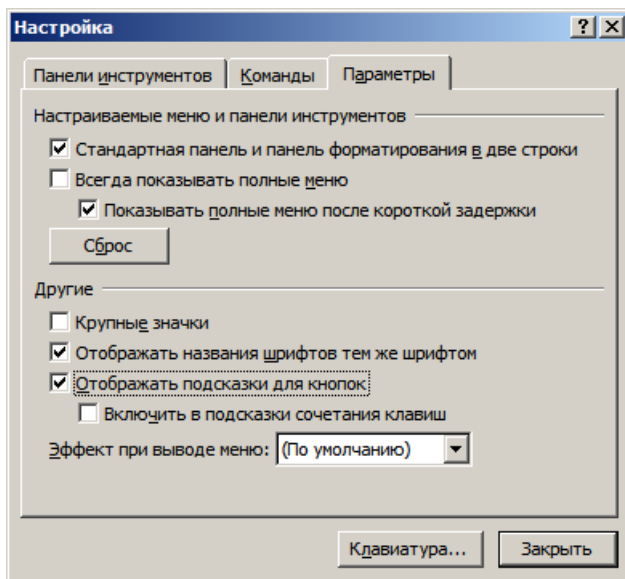 Настройка
Панели инструментов Команды Параметры
Настраиваемые меню и панели инструментов
Стандартная панель и панель форматирования в две строки
Всегда показывать полные меню
Показывать полные меню после короткой задержки
Сброс
Другие
Крупные значки
Отображать названия шрифтов тем же шрифтом
Отображать подсказки для кнопок
Включить в подсказки сочетания клавиш
Эффект при выводе меню: (По умолчанию)
Клавиатура... Закрыть